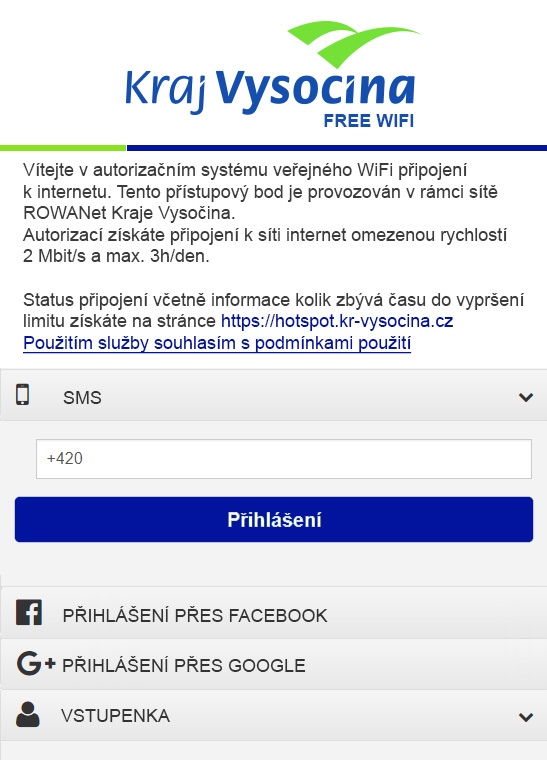 Kraj Vysočina
FREE WIFI
Vítejte v autorizačním systému veřejného WiFi připojení
k internetu. Tento přístupový bod je provozován v rámci sítě
ROWANet Kraje Vysočina.
Autorizací získáte připojení k síti internet omezenou rychlostí
2 Mbit/s a max. 3h/den.
Status připojení včetně informace kolik zbývá času do vypršení
limitu získáte na stránce https://hotspot.kr-vysocina.cz
Použitím služby souhlasím s podmínkami použití
SMS
+420
Přihlášení
PŘIHLÁŠENÍ PŘES FACEBOOK
PŘIHLÁŠENÍ PŘES GOOGLE
VSTUPENKA